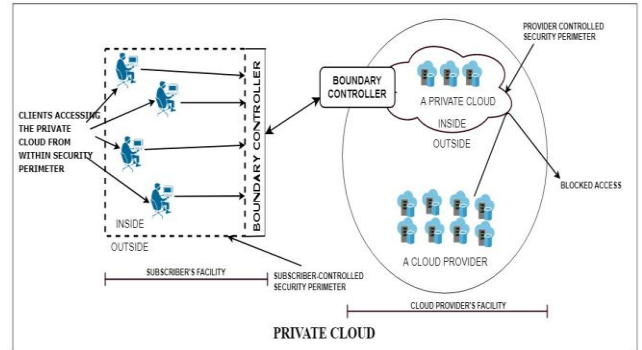 CLIENTS ACCESSING
THE PRIVATE
CLOUD FROM
WITHIN SECURITY
PERIMETER
INSIDE
OUTSIDE
BOUNDARY CONTROLLER
SUBSCRIBER'S FACILITY
SUBSCRIBER-CONTROLLED
SECURITY PERIMETER
BOUNDARY
CONTROLLER
A PRIVATE CLOUD
INSIDE
OUTSIDE
PROVIDER CONTROLLED
SECURITY PERIMETER
BLOCKED ACCESS
A CLOUD PROVIDER
CLOUD PROVIDER'S FACILITY
PRIVATE CLOUD